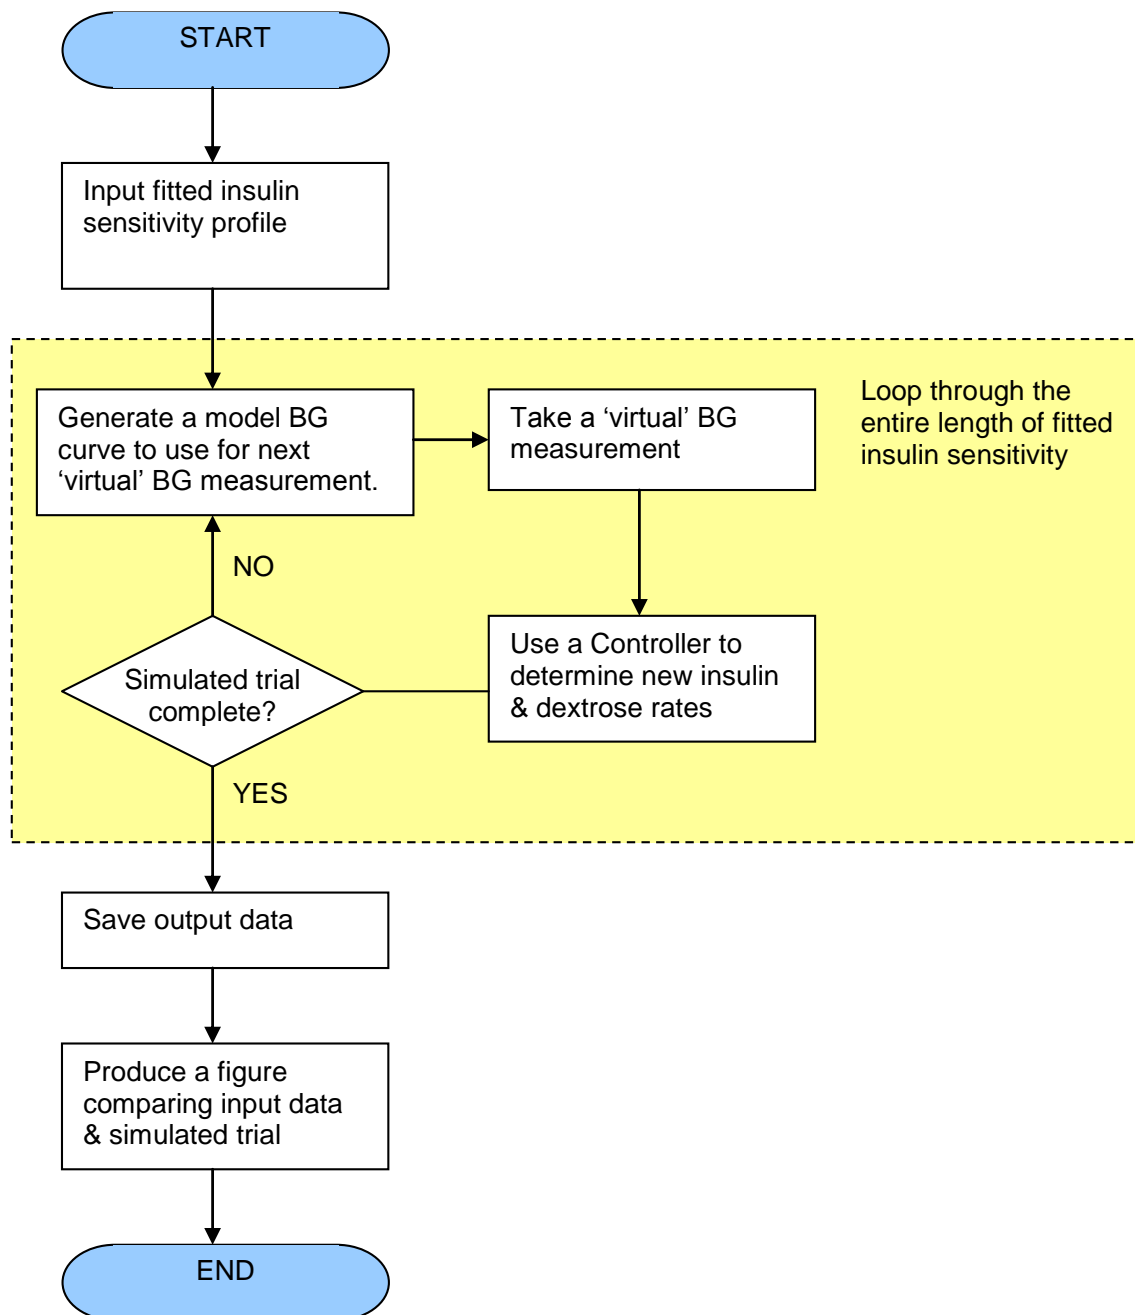 START
Input fitted insulin
sensitivity profile
Generate a model BG
curve to use for next
‘virtual’ BG measurement.
Take a ‘virtual’ BG
measurement
Loop through the
entire length of fitted
insulin sensitivity
NO
Use a Controller to
determine new insulin
& dextrose rates
Simulated trial
complete?
YES
Save output data
Produce a figure
comparing input data
& simulated trial
END